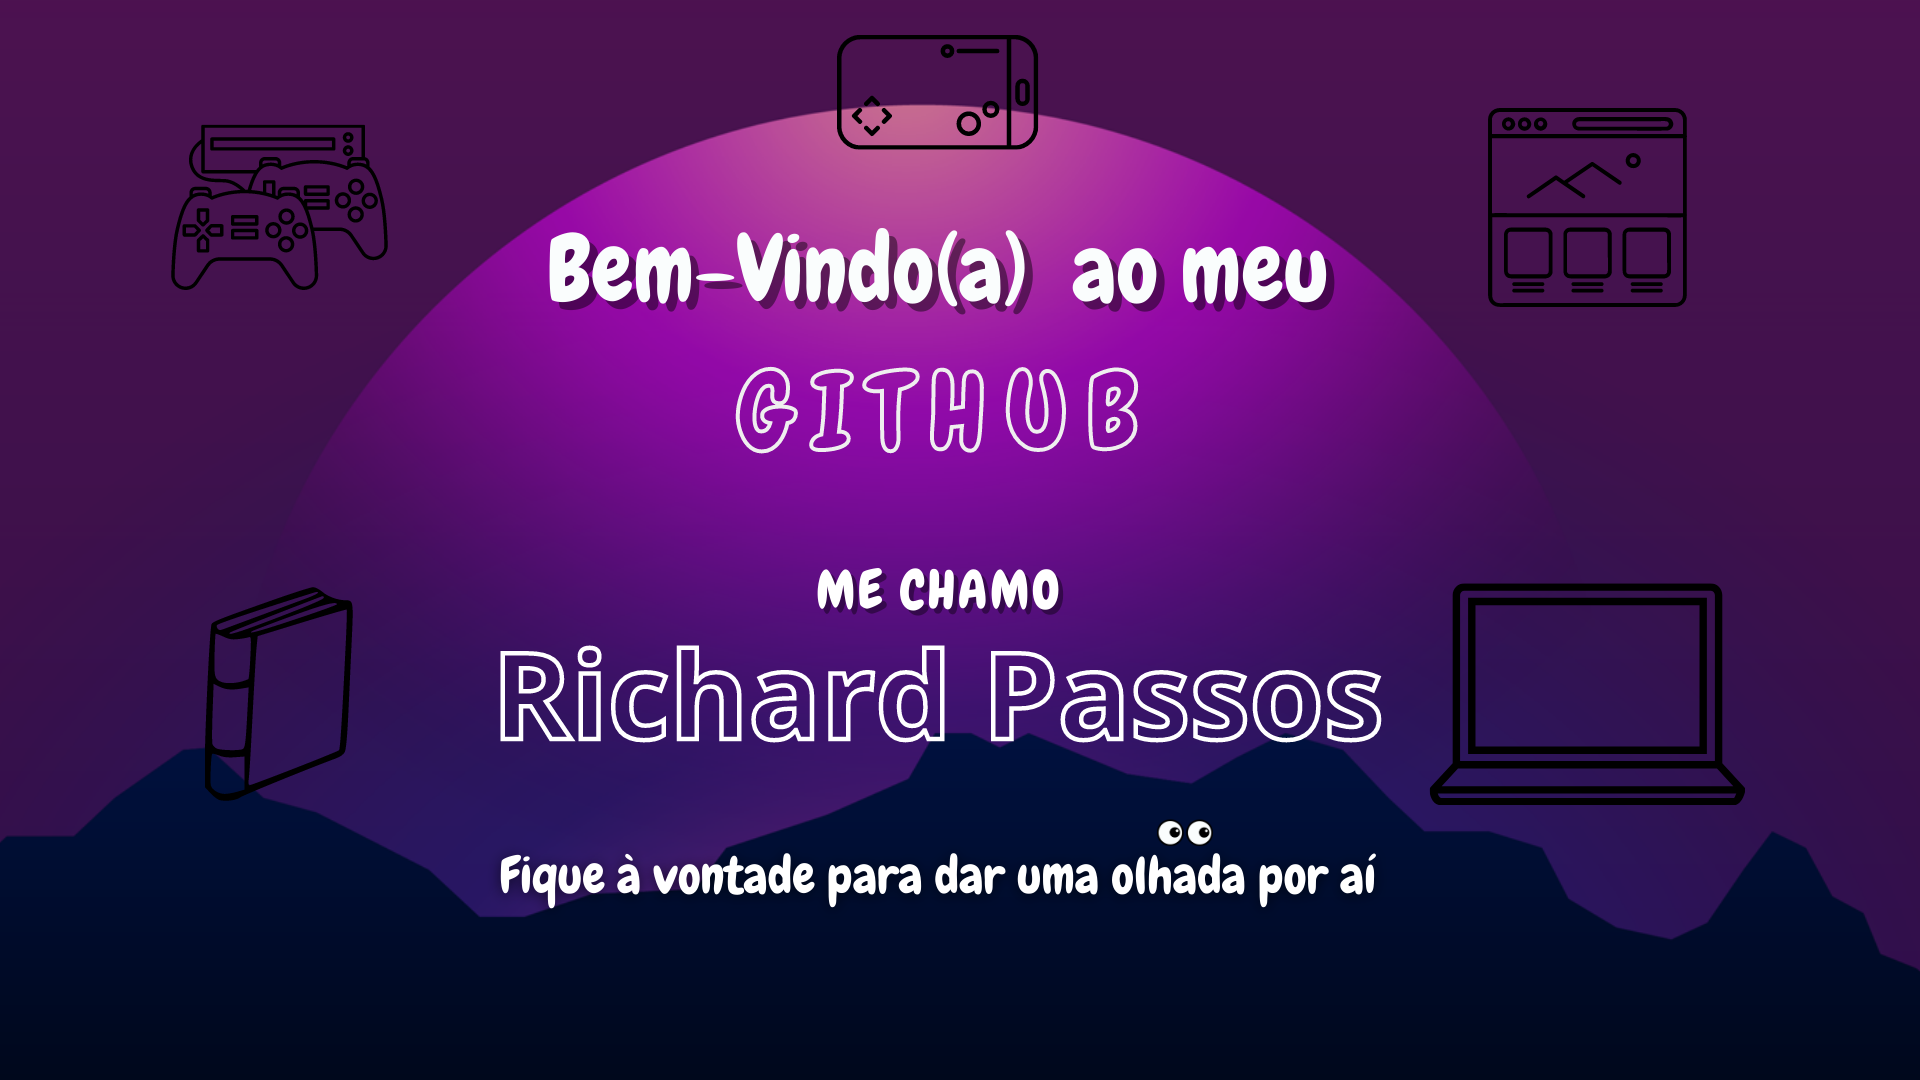 Bem-Vindo(a) ao meu
GITHUB
ME CHAMO
Richard Passos
Fique à vontade para dar uma olhada por aí